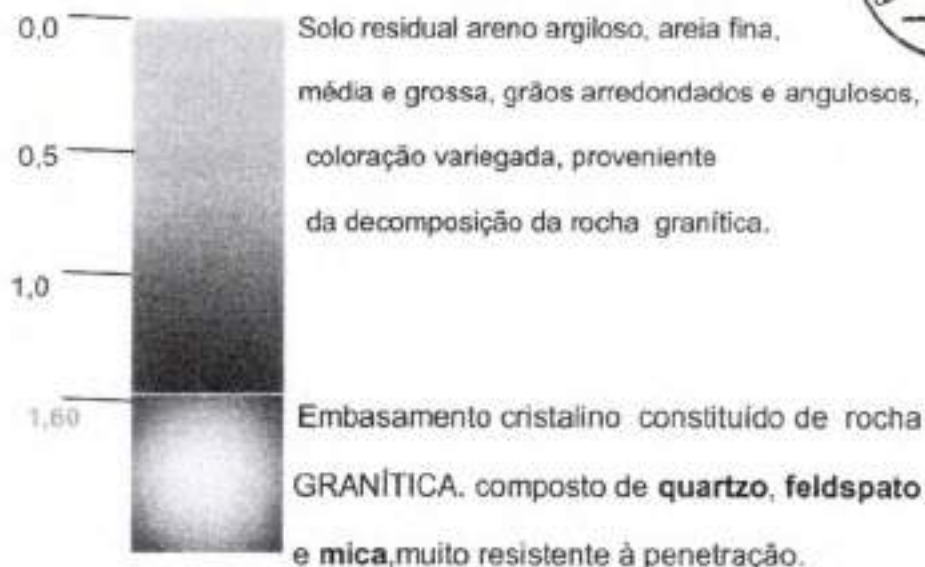 0,0 Solo residual areno argiloso, areia fina,
média e grossa, grãos arredondados e angulosos,
0,5 coloração variegada, proveniente
da decomposição da rocha granítica.
1,0
1,60 Embasamento cristalino constituído de rocha
GRANÍTICA. composto de quartzo, feldspato
e mica,muito resistente à penetração.